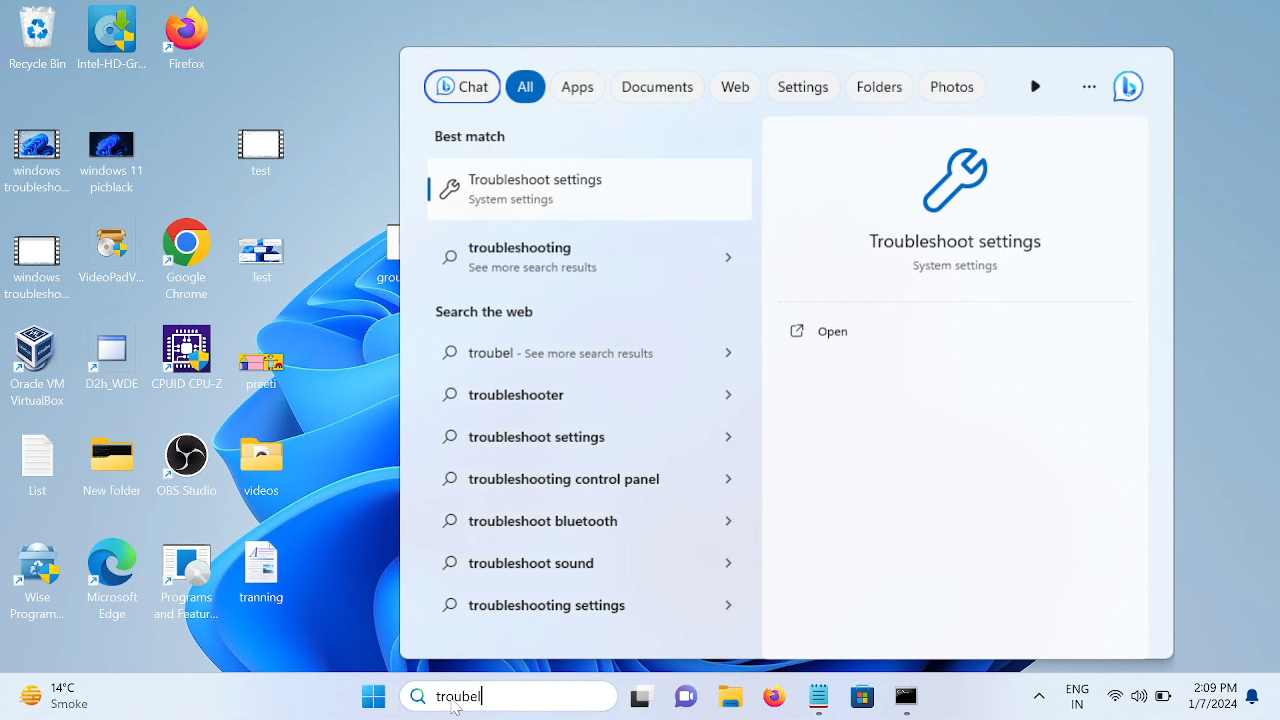 Recycle Bin
Intel-HD-Gr...
Firefox
windows
troublesho...
windows 11
picblack
test
windows
troublesho...
VideoPadV...
Google
Chrome
Test
grou
Oracle VM
VirtualBox
D2h_WDE
CPUID CPU-Z
preeti
List
New folder
OBS Studio
videos
Wise
Program...
Microsoft
Edge
Programs
and Featur...
tranning
Chat
All
Apps
Documents
Web
Settings
Folders
Photos
...
Best match
Troubleshoot settings
System settings
troubleshooting
See more search results
Search the web
troubel - See more search results
troubleshooter
troubleshoot settings
troubleshooting control panel
troubleshoot bluetooth
troubleshoot sound
troubleshooting settings
Troubleshoot settings
System settings
Open
14°C
Smoke
troubel
ENG
IN
2:09 PM
1/7/2024